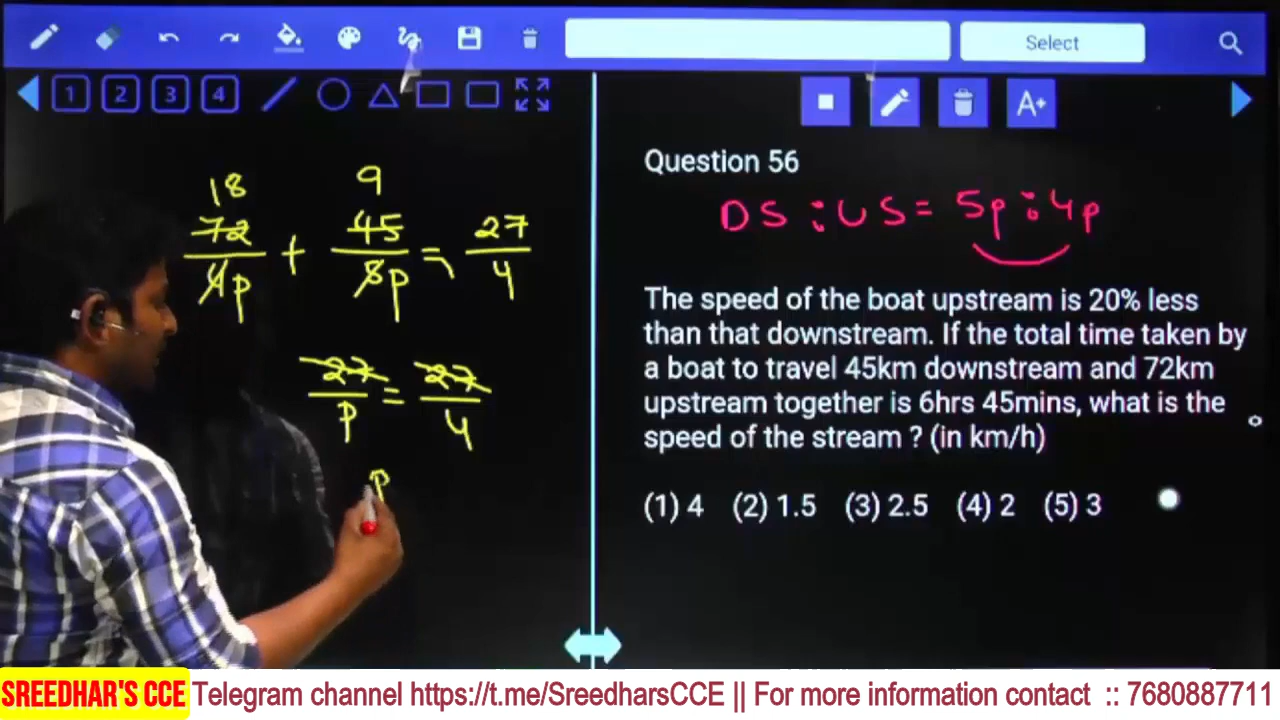 Select
1 2 3 4
A+
Question 56
DS : US = 5p : 4p
The speed of the boat upstream is 20% less
than that downstream. If the total time taken by
a boat to travel 45km downstream and 72km
upstream together is 6hrs 45mins, what is the
speed of the stream ? (in km/h)
(1) 4 (2) 1.5 (3) 2.5 (4) 2 (5) 3
18 9
72/4p + 45/5p = 27/4
27/p = 27/4
p
SREEDHAR'S CCE Telegram channel https://t.me/SreedharsCCE || For more information contact :: 7680887711